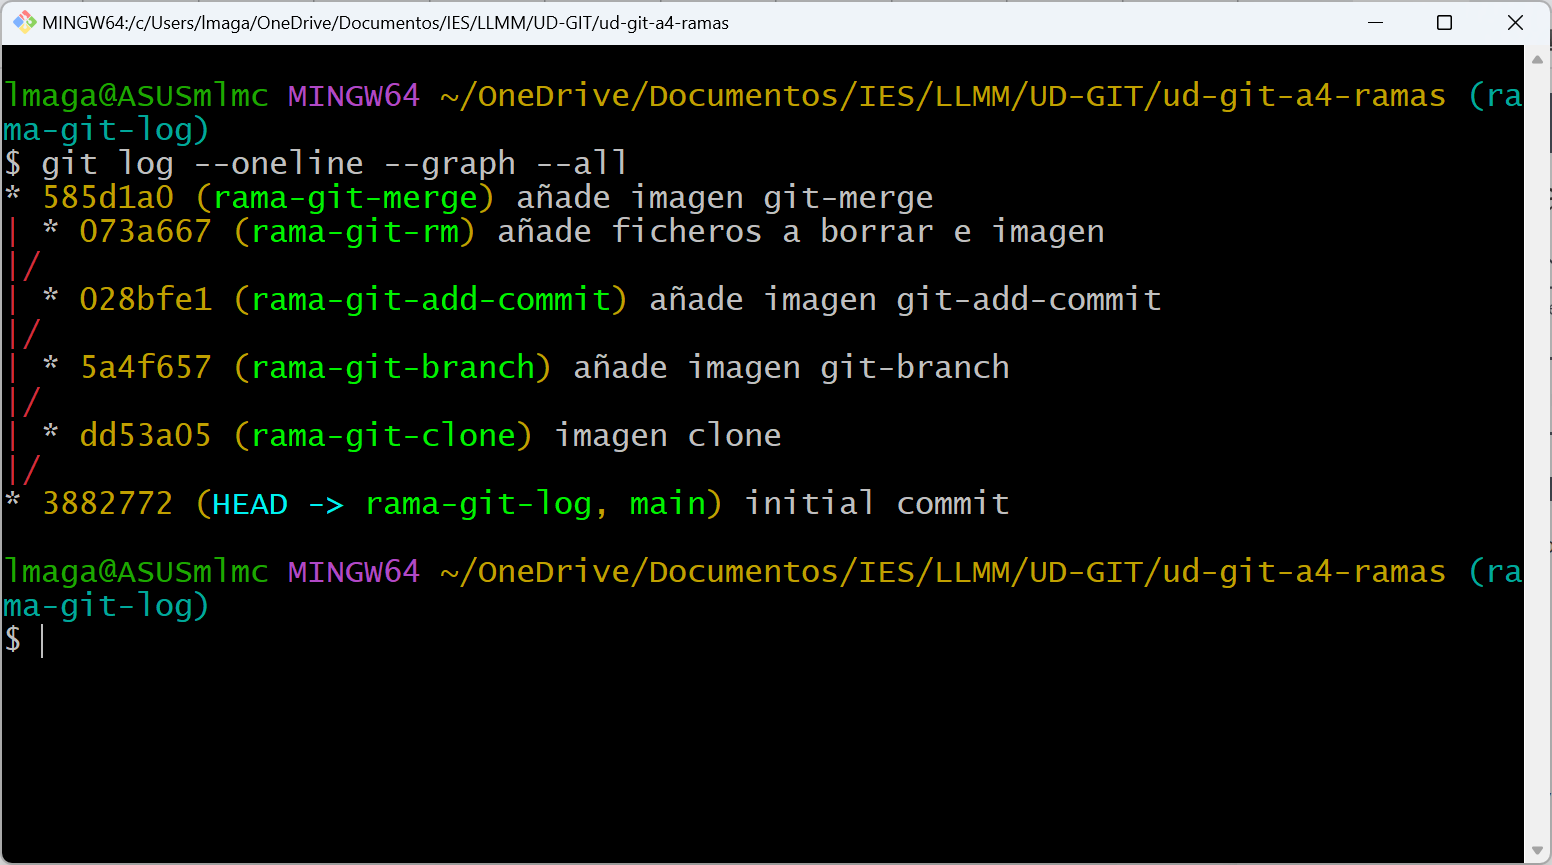 MINGW64:/c/Users/lmaga/OneDrive/Documentos/IES/LLMM/UD-GIT/ud-git-a4-ramas
lmaga@ASUSmlmc MINGW64 ~/OneDrive/Documentos/IES/LLMM/UD-GIT/ud-git-a4-ramas (ra
ma-git-log)
$ git log --oneline --graph --all
* 585d1a0 (rama-git-merge) añade imagen git-merge
| * 073a667 (rama-git-rm) añade ficheros a borrar e imagen
|/
| * 028bfe1 (rama-git-add-commit) añade imagen git-add-commit
|/
| * 5a4f657 (rama-git-branch) añade imagen git-branch
|/
| * dd53a05 (rama-git-clone) imagen clone
|/
* 3882772 (HEAD -> rama-git-log, main) initial commit
lmaga@ASUSmlmc MINGW64 ~/OneDrive/Documentos/IES/LLMM/UD-GIT/ud-git-a4-ramas (ra
ma-git-log)
$